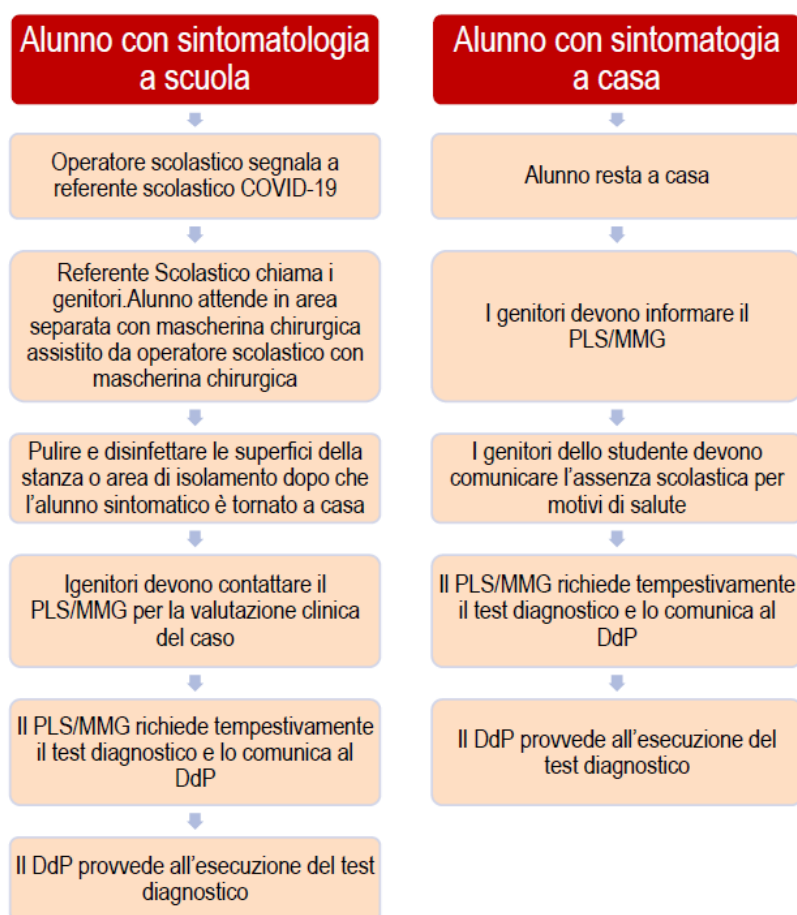 Alunno con sintomatologia
a scuola
Operatore scolastico segnala a
referente scolastico COVID-19
Referente Scolastico chiama i
genitori.Alunno attende in area
separata con mascherina chirurgica
assistito da operatore scolastico con
mascherina chirurgica
Pulire e disinfettare le superfici della
stanza o area di isolamento dopo che
l'alunno sintomatico è tornato a casa
Igenitori devono contattare il
PLS/MMG per la valutazione clinica
del caso
Il PLS/MMG richiede tempestivamente
il test diagnostico e lo comunica al
DdP
Il DdP provvede all'esecuzione del test
diagnostico
Alunno con sintomatogia
a casa
Alunno resta a casa
I genitori devono informare il
PLS/MMG
I genitori dello studente devono
comunicare l'assenza scolastica per
motivi di salute
Il PLS/MMG richiede tempestivamente
il test diagnostico e lo comunica al
DdP
Il DdP provvede all'esecuzione del
test diagnostico